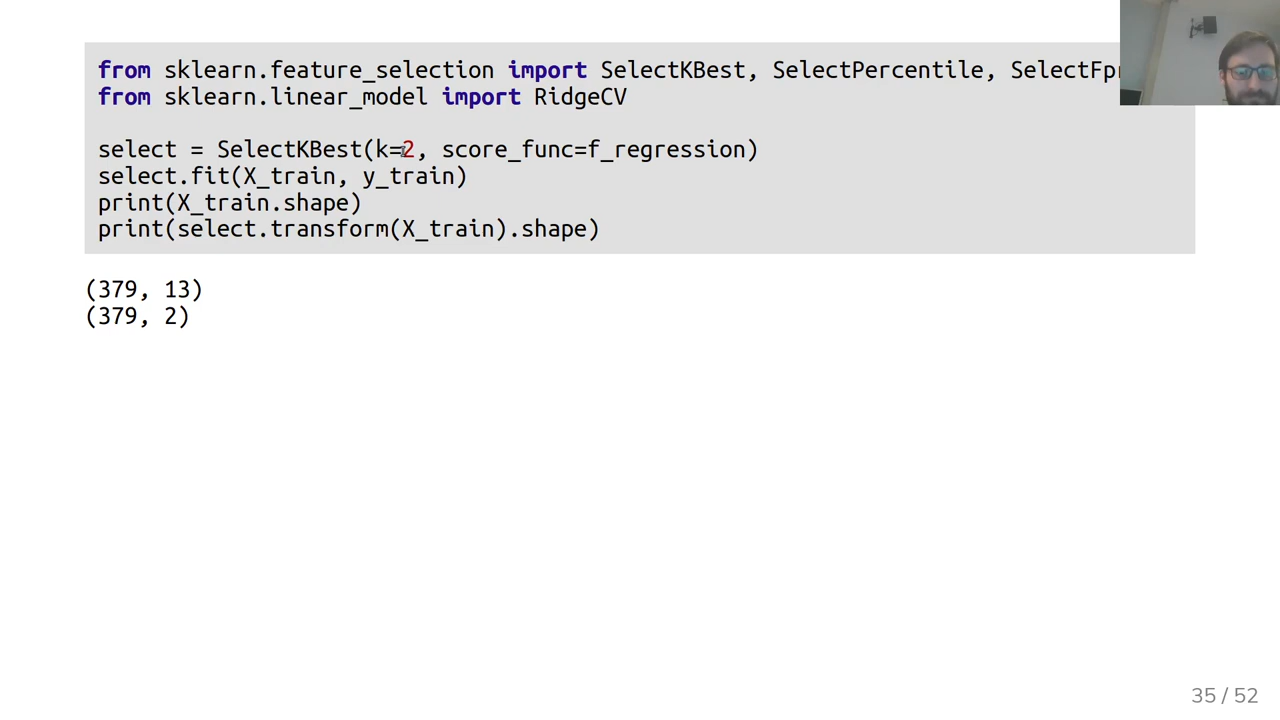 from sklearn.feature_selection import SelectKBest, SelectPercentile,
from sklearn.linear_model import RidgeCV
select = SelectKBest(k=2, score_func=f_regression)
select.fit(X_train, y_train)
print(X_train.shape)
print(select.transform(X_train).shape)
(379, 13)
(379, 2)
35 / 52